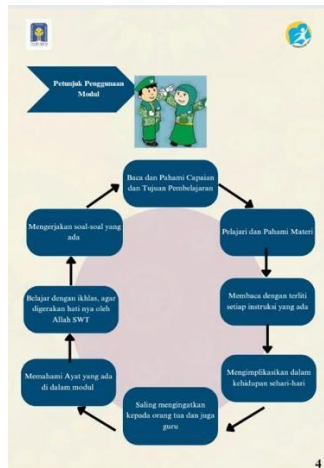 Petunjuk Penggunaan
Modul
Baca dan Pahami Capaian
dan Tujuan Pembelajaran
Pelajari dan Pahami Materi
Membaca dengan terliti
setiap instruksi yang ada
Mengimplikasikan dalam
kehidupan sehari-hari
Saling mengingatkan
kepada orang tua dan juga
guru
Memahami Ayat yang ada
di dalam modul
Belajar dengan ikhlas, agar
digerakan hati nya oleh
Allah SWT
Mengerjakan soal-soal yang
ada
4